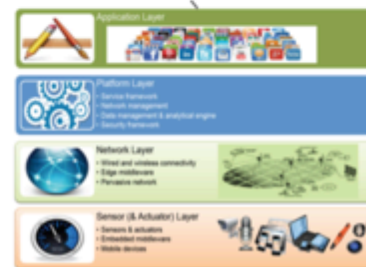 Application Layer
Platform Layer
• Service framework
• Network management
• Data management & analytical engine
• Security framework
Network Layer
• Wired and wireless connectivity
• Edge middleware
• Pervasive network
Sensor (& Actuator) Layer
• Sensors & actuators
• Embedded middleware
• Mobile devices